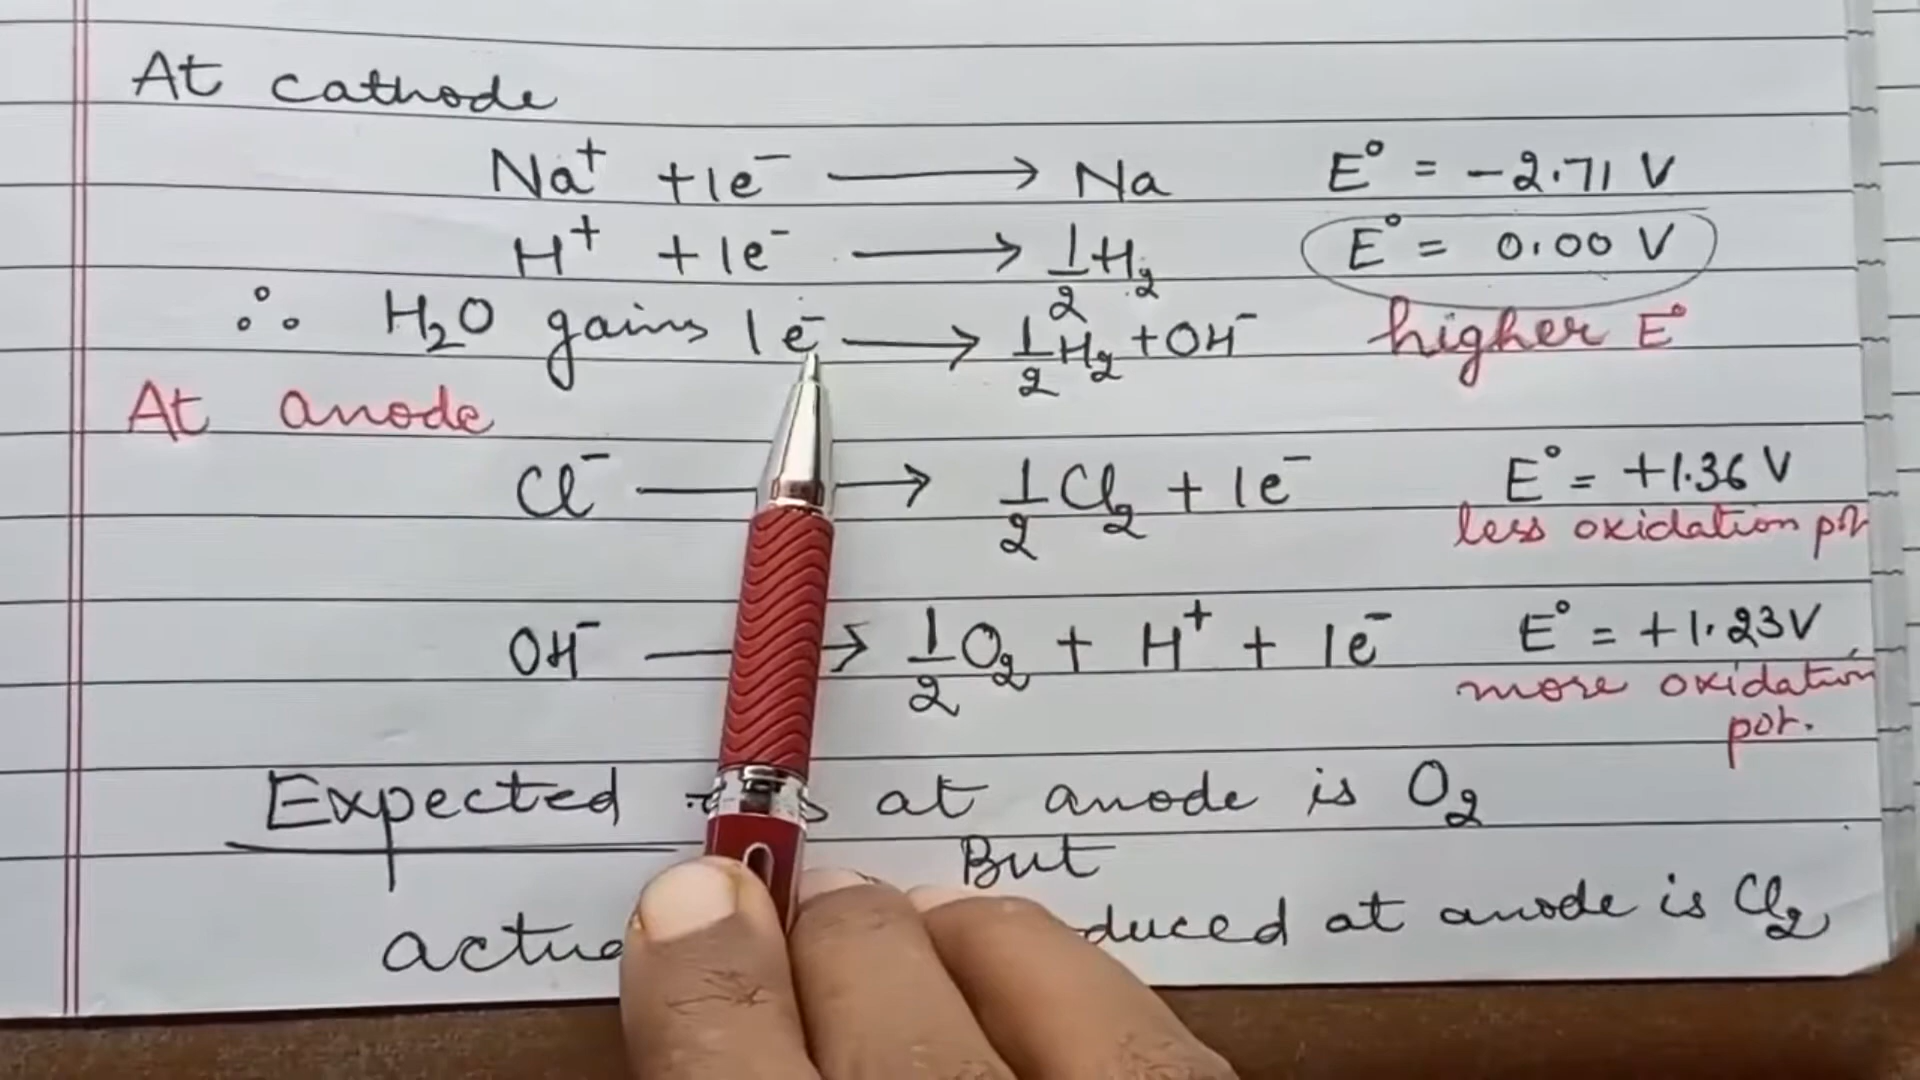 At cathode
Na⁺ + 1e⁻ ⟶ Na E° = -2.71 V
H⁺ + 1e⁻ ⟶ ½H₂ E° = 0.00 V
∴ H₂O gains 1e⁻ ⟶ ½H₂ + OH⁻ higher E°
At anode
Cl⁻ ⟶ ½Cl₂ + 1e⁻ E° = +1.36 V
less oxidation pot
OH⁻ ⟶ ½O₂ + H⁺ + 1e⁻ E° = +1.23V
more oxidation
pot.
Expected at anode is O₂
But
at anode is Cl₂